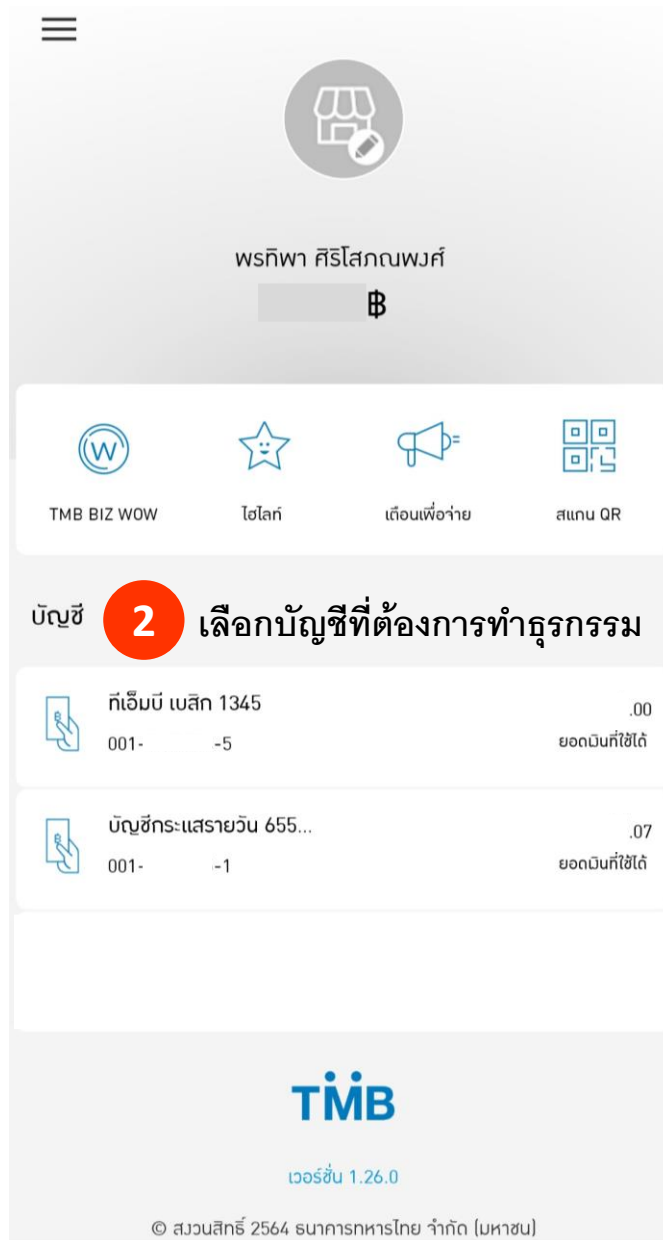 พรทิพา ศิริโสภณพงศ์
฿
TMB BIZ WOW
ไฮไลท์
เตือนเพื่อจ่าย
สแกน QR
บัญชี
2 เลือกบัญชีที่ต้องการทำธุรกรรม
ทีเอ็มบี เบสิก 1345
.00
001- -5
ยอดเงินที่ใช้ได้
บัญชีกระแสรายวัน 655...
.07
001- -1
ยอดเงินที่ใช้ได้
TMB
เวอร์ชั่น 1.26.0
© สงวนสิทธิ์ 2564 ธนาคารทหารไทย จำกัด (มหาชน)